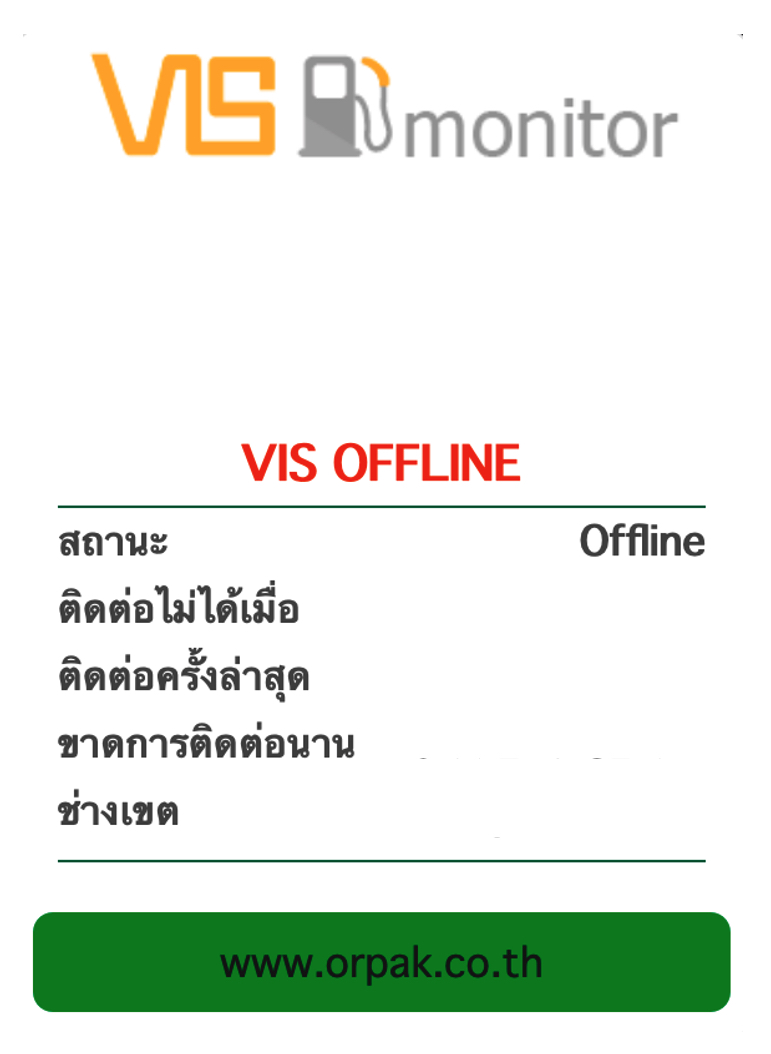 VIS monitor
VIS OFFLINE
สถานะ Offline
ติดต่อไม่ได้เมื่อ
ติดต่อครั้งล่าสุด
ขาดการติดต่อนาน
ช่างเขต
www.orpak.co.th